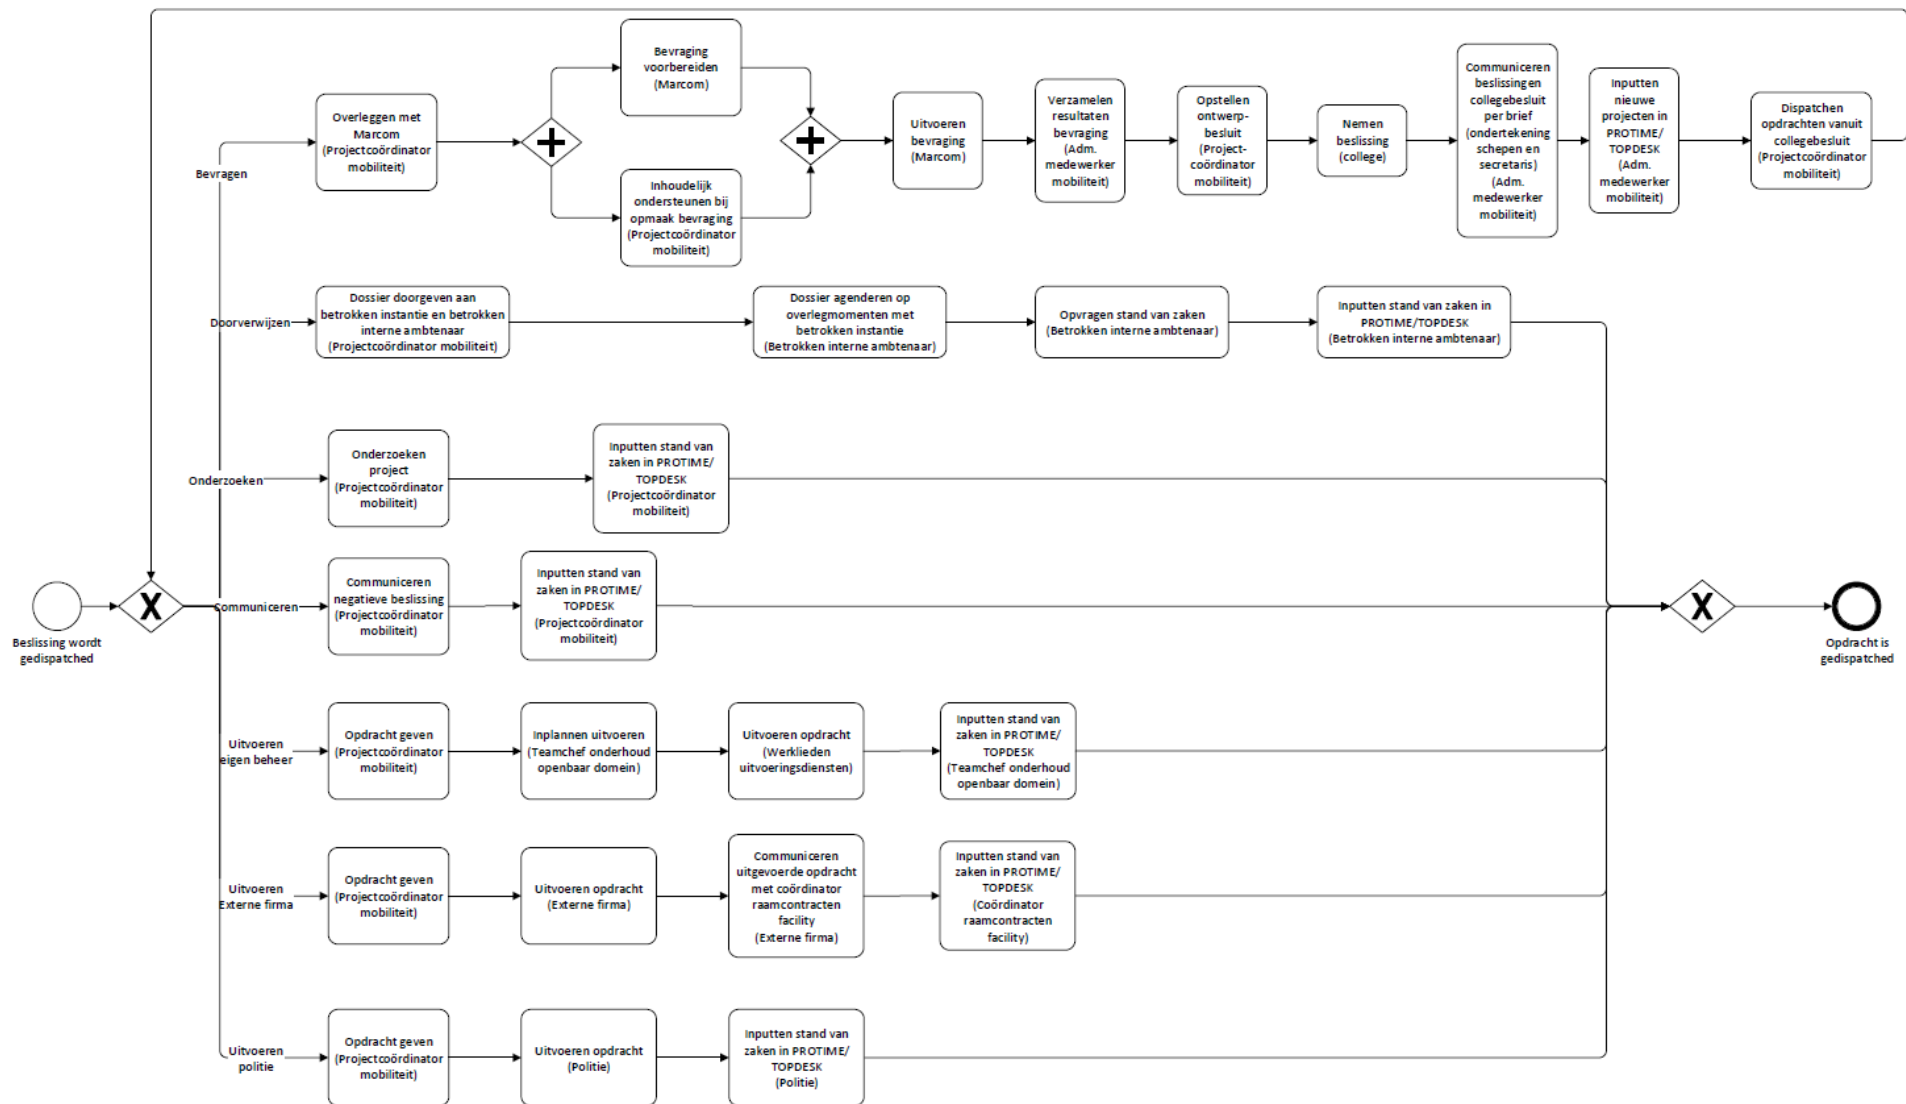 Bevragen
Overleggen met
Marcom
(Projectcoördinator
mobiliteit)
Bevraging
voorbereiden
(Marcom)
Inhoudelijk
ondersteunen bij
opmaak bevraging
(Projectcoördinator
mobiliteit)
Uitvoeren
bevraging
(Marcom)
Verzamelen
resultaten
bevraging
(Adm.
medewerker
mobiliteit)
Opstellen
ontwerp-
besluit
(Project-
coördinator
mobiliteit)
Nemen
beslissing
(college)
Communiceren
beslissingen
collegebesluit
per brief
(ondertekening
schepen en
secretaris)
(Adm.
medewerker
mobiliteit)
Inputten
nieuwe
projecten in
PROTIME/
TOPDESK
(Adm.
medewerker
mobiliteit)
Dispatchen
opdrachten vanuit
collegebesluit
(Projectcoördinator
mobiliteit)
Doorverwijzen
Dossier doorgeven aan
betrokken instantie en betrokken
interne ambtenaar
(Projectcoördinator mobiliteit)
Dossier agenderen op
overlegmomenten met
betrokken instantie
(Betrokken interne ambtenaar)
Opvragen stand van zaken
(Betrokken interne ambtenaar)
Inputten stand van zaken in
PROTIME/TOPDESK
(Betrokken interne ambtenaar)
Onderzoeken
Onderzoeken
project
(Projectcoördinator
mobiliteit)
Inputten stand van
zaken in PROTIME/
TOPDESK
(Projectcoördinator
mobiliteit)
Beslissing wordt
gedispatched
X
Communiceren
Communiceren
negatieve beslissing
(Projectcoördinator
mobiliteit)
Inputten stand van
zaken in PROTIME/
TOPDESK
(Projectcoördinator
mobiliteit)
X
Opdracht is
gedispatched
Uitvoeren
eigen beheer
Opdracht geven
(Projectcoördinator
mobiliteit)
Inplannen uitvoeren
(Teamchef onderhoud
openbaar domein)
Uitvoeren opdracht
(Werklieden
uitvoeringsdiensten)
Inputten stand van
zaken in PROTIME/
TOPDESK
(Teamchef onderhoud
openbaar domein)
Uitvoeren
Externe firma
Opdracht geven
(Projectcoördinator
mobiliteit)
Uitvoeren opdracht
(Externe firma)
Communiceren
uitgevoerde opdracht
met coördinator
raamcontracten
facility
(Externe firma)
Inputten stand van
zaken in PROTIME/
TOPDESK
(Coördinator
raamcontracten
facility)
Uitvoeren
politie
Opdracht geven
(Projectcoördinator
mobiliteit)
Uitvoeren opdracht
(Politie)
Inputten stand van
zaken in PROTIME/
TOPDESK
(Politie)